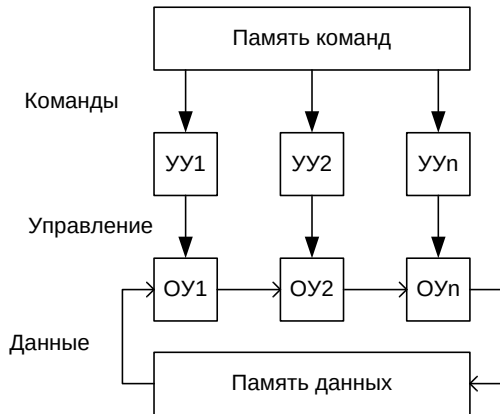 Память команд
Команды
УУ1 УУ2 УУn
Управление
ОУ1 ОУ2 ОУn
Данные
Память данных